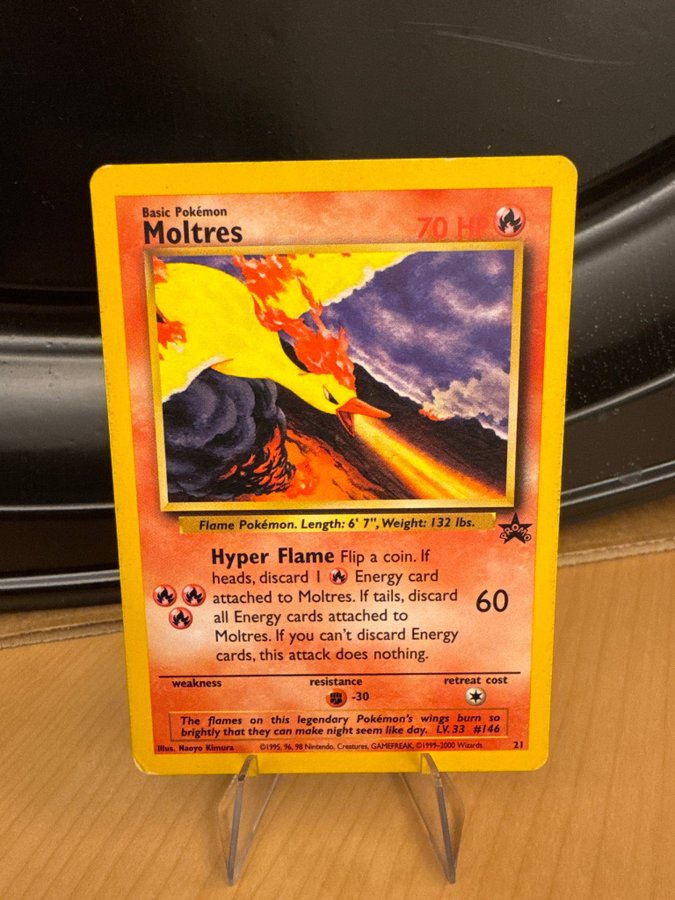 Basic Pokémon
Moltres
70 HP
Flame Pokémon. Length: 6' 7", Weight: 132 lbs.
PROMO
Hyper Flame Flip a coin. If
heads, discard 1 Energy card
attached to Moltres. If tails, discard
all Energy cards attached to
Moltres. If you can't discard Energy
cards, this attack does nothing.
60
weakness resistance retreat cost
-30
The flames on this legendary Pokémon's wings burn so
brightly that they can make night seem like day. LV. 33 #146
Illus. Naoyo Kimura ©1995, 96, 98 Nintendo, Creatures, GAMEFREAK. ©1999-2000 Wizards. 21